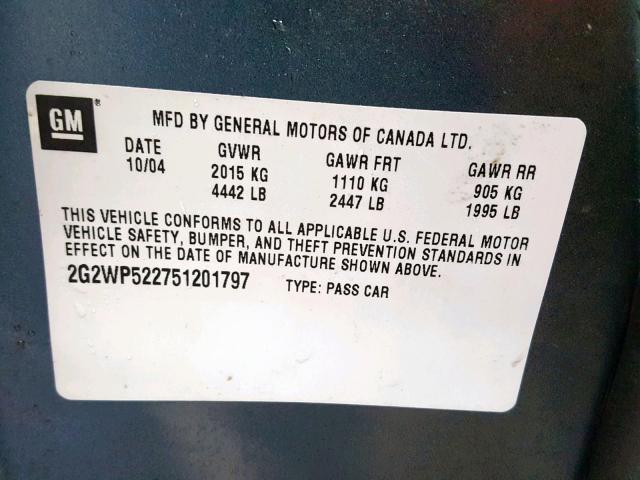 GM®
MFD BY GENERAL MOTORS OF CANADA LTD.
DATE GVWR GAWR FRT GAWR RR
10/04 2015 KG 1110 KG 905 KG
4442 LB 2447 LB 1995 LB
THIS VEHICLE CONFORMS TO ALL APPLICABLE U.S. FEDERAL MOTOR
VEHICLE SAFETY, BUMPER, AND THEFT PREVENTION STANDARDS IN
EFFECT ON THE DATE OF MANUFACTURE SHOWN ABOVE.
2G2WP522751201797 TYPE: PASS CAR